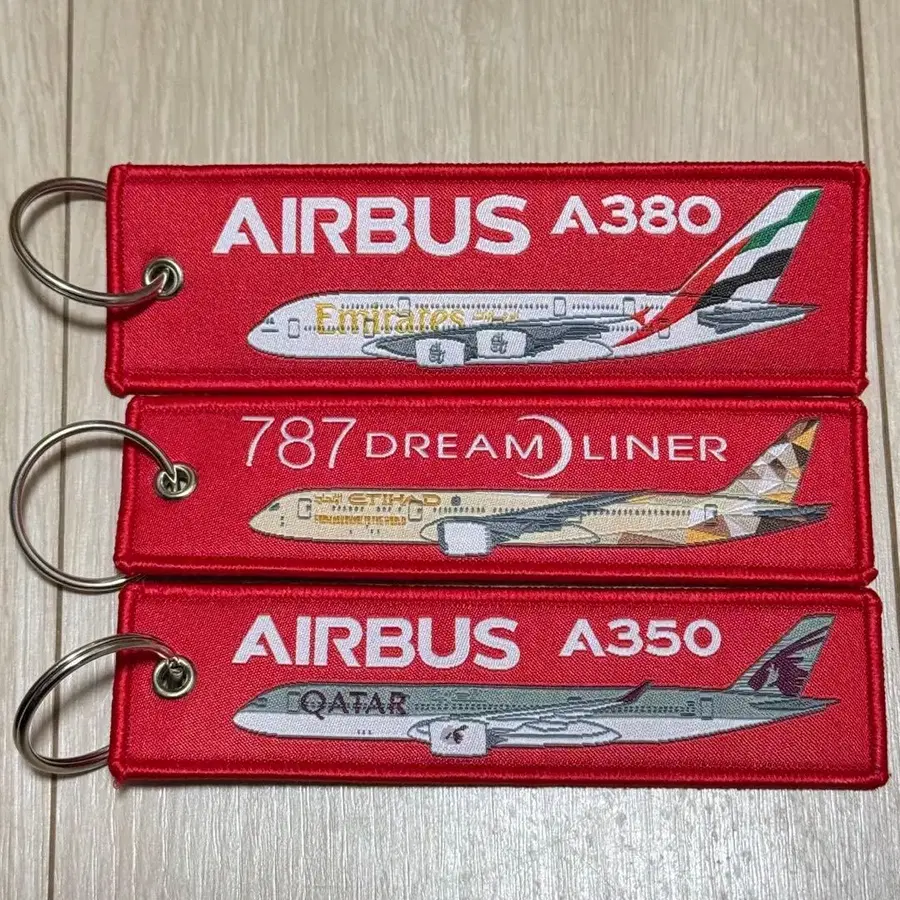 AIRBUS A380
Emirates
787 DREAMLINER
ETIHAD
AIRBUS A350
QATAR